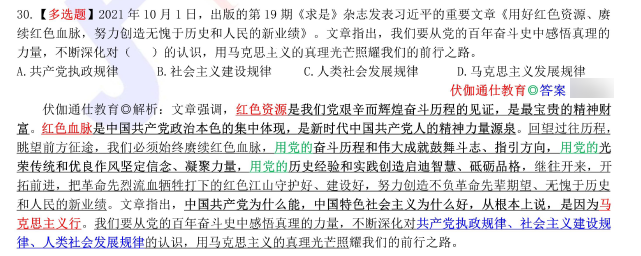 30.【多选题】2021 年 10 月 1 日，出版的第 19 期《求是》杂志发表习近平的重要文章《用好红色资源、赓
续红色血脉，努力创造无愧于历史和人民的新业绩》。文章指出，我们要从党的百年奋斗史中感悟真理的
力量，不断深化对（　　）的认识，用马克思主义的真理光芒照耀我们的前行之路。
A.共产党执政规律　　B.社会主义建设规律　　C.人类社会发展规律　　D.马克思主义发展规律
伏伽通仕教育◎答案
伏伽通仕教育◎解析：文章强调，红色资源是我们党艰辛而辉煌奋斗历程的见证，是最宝贵的精神财
富。红色血脉是中国共产党政治本色的集中体现，是新时代中国共产党人的精神力量源泉。回望过往历程，
眺望前方征途，我们必须始终赓续红色血脉，用党的奋斗历程和伟大成就鼓舞斗志、指引方向，用党的光
荣传统和优良作风坚定信念、凝聚力量，用党的历史经验和实践创造启迪智慧、砥砺品格，继往开来，开
拓前进，把革命先烈流血牺牲打下的红色江山守护好、建设好，努力创造不负革命先辈期望、无愧于历史
和人民的新业绩。文章指出，中国共产党为什么能，中国特色社会主义为什么好，从根本上说，是因为马
克思主义行。我们要从党的百年奋斗史中感悟真理的力量，不断深化对共产党执政规律、社会主义建设规
律、人类社会发展规律的认识，用马克思主义的真理光芒照耀我们的前行之路。